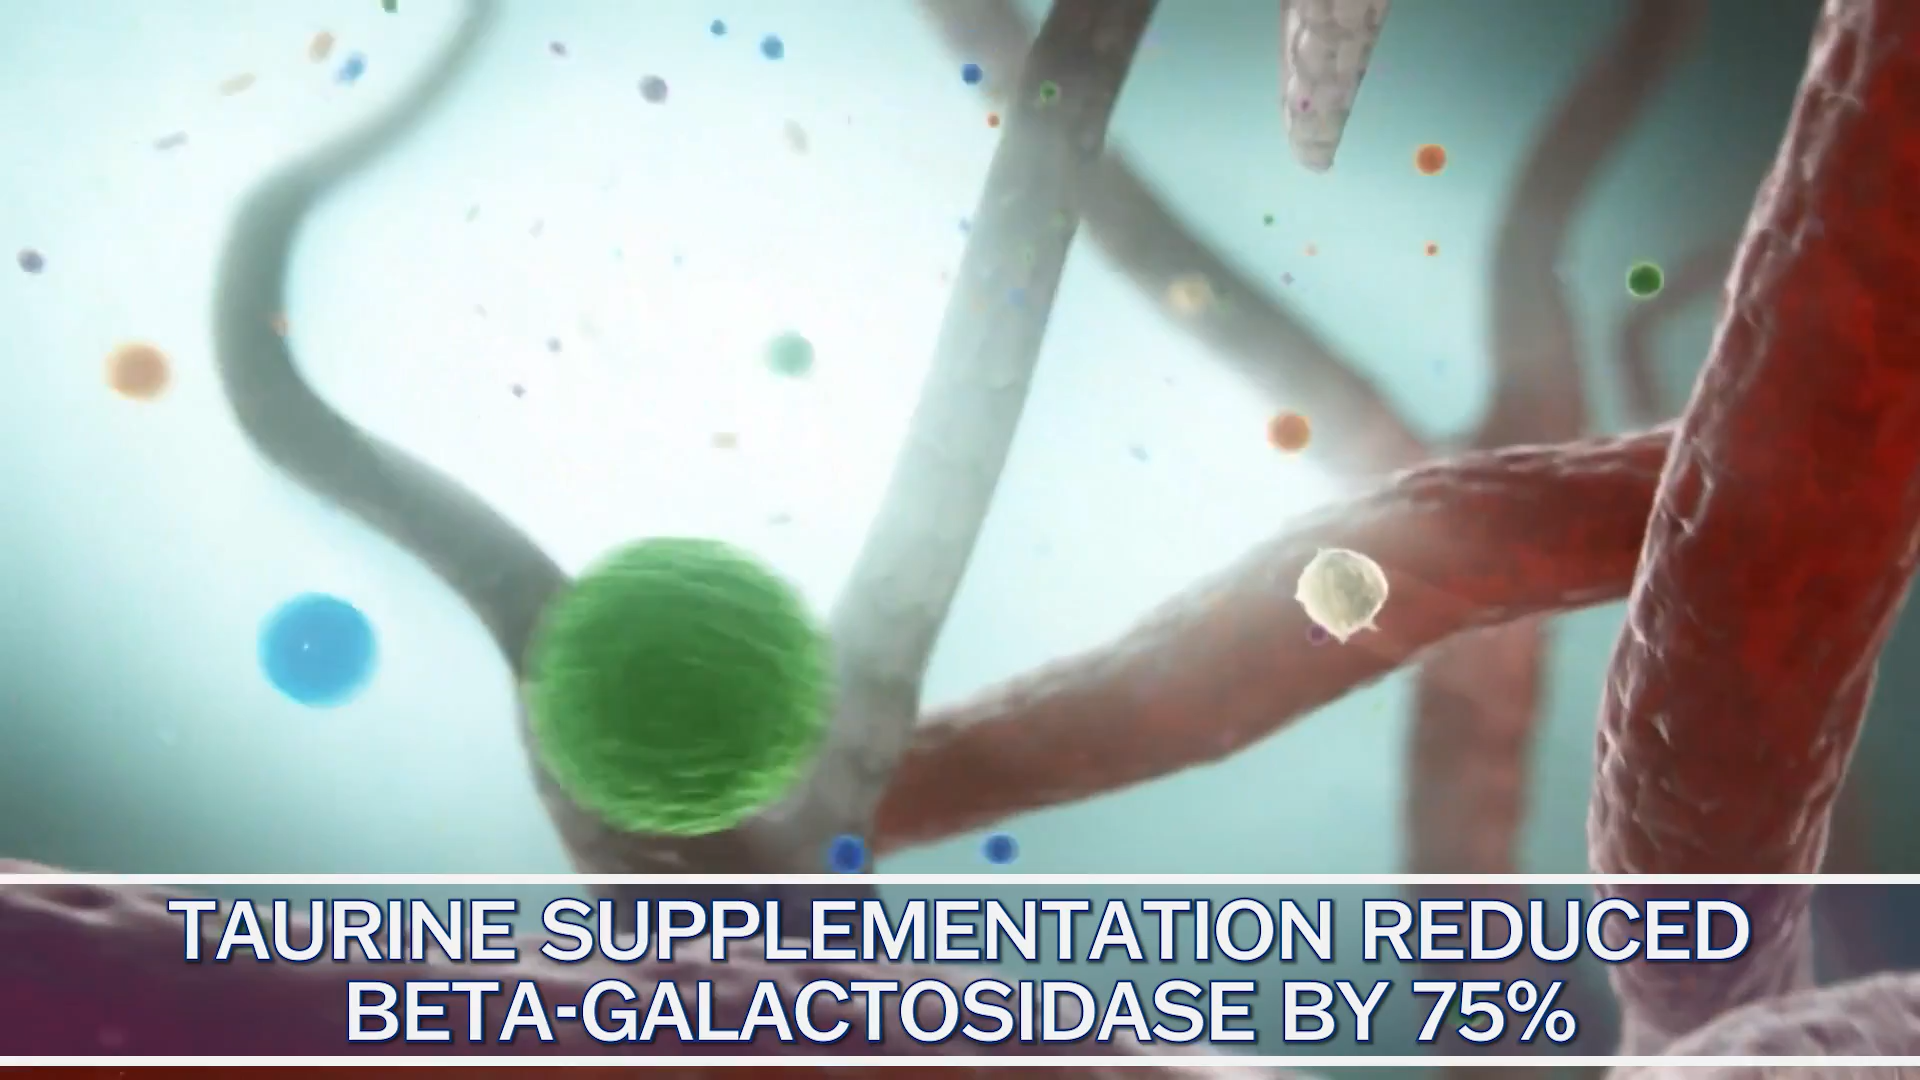 TAURINE SUPPLEMENTATION REDUCED
BETA-GALACTOSIDASE BY 75%